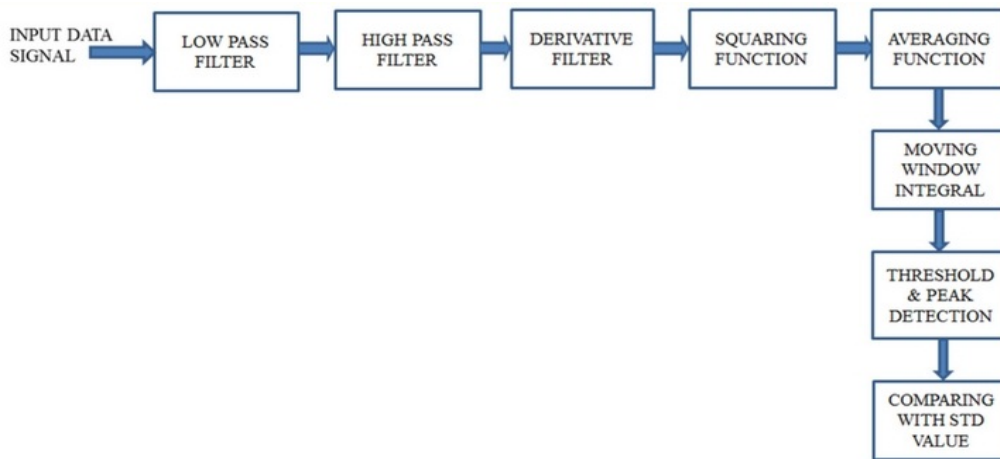 INPUT DATA
SIGNAL
LOW PASS
FILTER
HIGH PASS
FILTER
DERIVATIVE
FILTER
SQUARING
FUNCTION
AVERAGING
FUNCTION
MOVING
WINDOW
INTEGRAL
THRESHOLD
& PEAK
DETECTION
COMPARING
WITH STD
VALUE